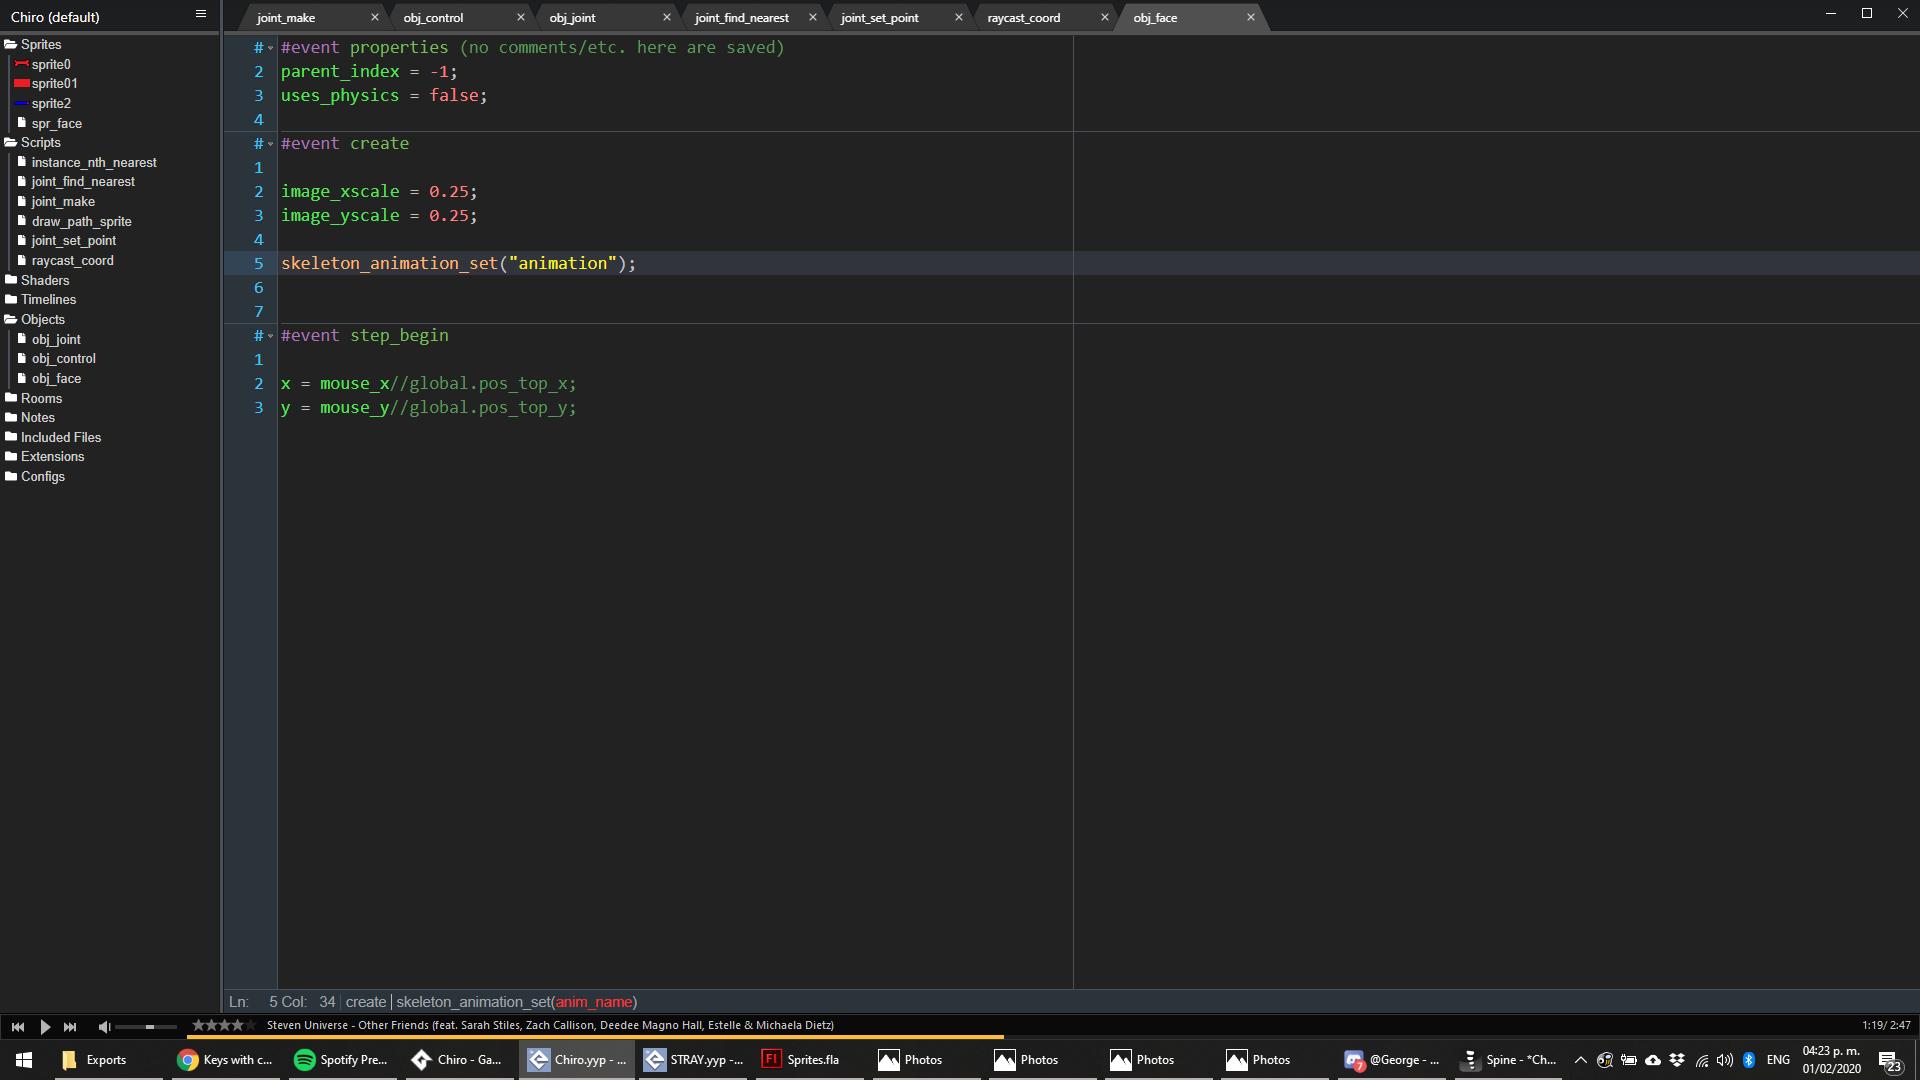 Chiro (default)
joint_make
obj_control
obj_joint
joint_find_nearest
joint_set_point
raycast_coord
obj_face
Sprites
sprite0
sprite01
sprite2
spr_face
Scripts
instance_nth_nearest
joint_find_nearest
joint_make
draw_path_sprite
joint_set_point
raycast_coord
Shaders
Timelines
Objects
obj_joint
obj_control
obj_face
Rooms
Notes
Included Files
Extensions
Configs
# #event properties (no comments/etc. here are saved)
2 parent_index = -1;
3 uses_physics = false;
4
# #event create
1
2 image_xscale = 0.25;
3 image_yscale = 0.25;
4
5 skeleton_animation_set("animation");
6
7
# #event step_begin
1
2 x = mouse_x//global.pos_top_x;
3 y = mouse_y//global.pos_top_y;
Ln: 5 Col: 34 | create | skeleton_animation_set(anim_name)
Steven Universe - Other Friends (feat. Sarah Stiles, Zach Callison, Deedee Magno Hall, Estelle & Michaela Dietz)
1:19/ 2:47
Exports
Keys with c...
Spotify Pre...
Chiro - Ga...
Chiro.yyp - ...
STRAY.yyp -...
Fl
Sprites.fla
Photos
Photos
Photos
Photos
7
@George - ...
Spine - *Ch...
ENG
04:23 p. m.
01/02/2020
23